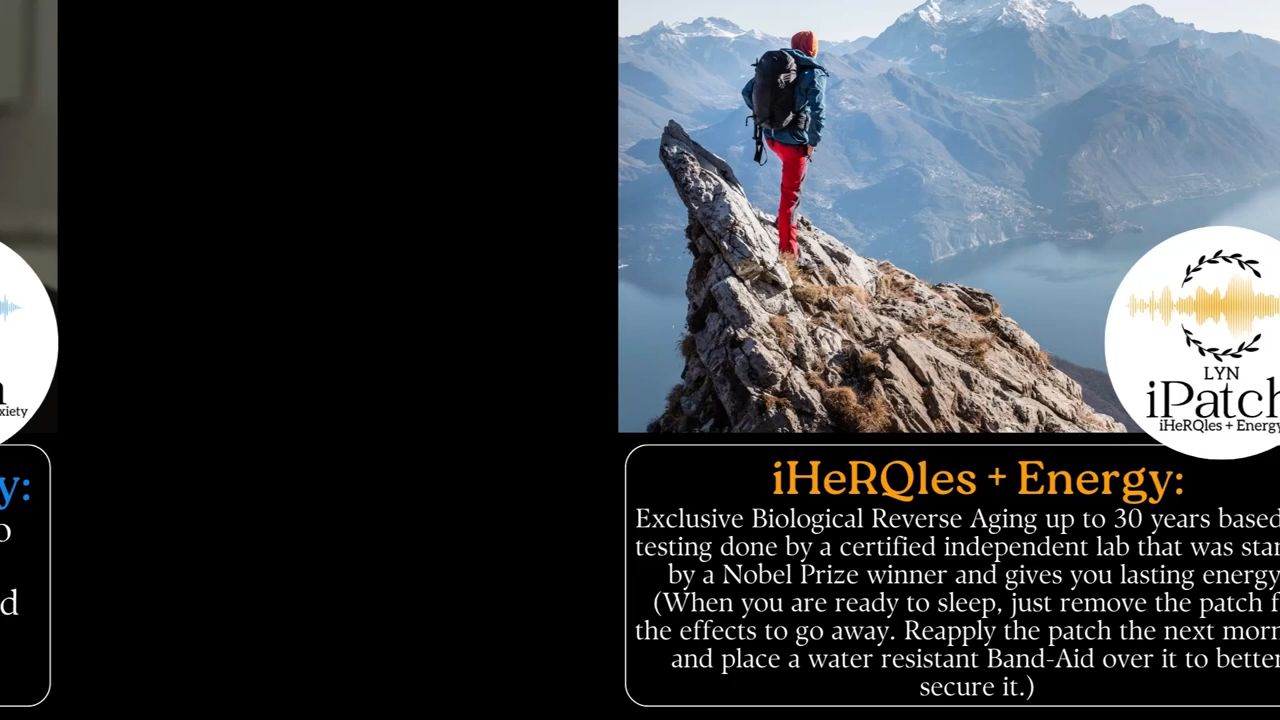 xiety
y:
o
d
LYN
iPatch
iHeRQles + Energy
iHeRQles + Energy:
Exclusive Biological Reverse Aging up to 30 years based
testing done by a certified independent lab that was star
by a Nobel Prize winner and gives you lasting energy
(When you are ready to sleep, just remove the patch f
the effects to go away. Reapply the patch the next morn
and place a water resistant Band-Aid over it to better
secure it.)